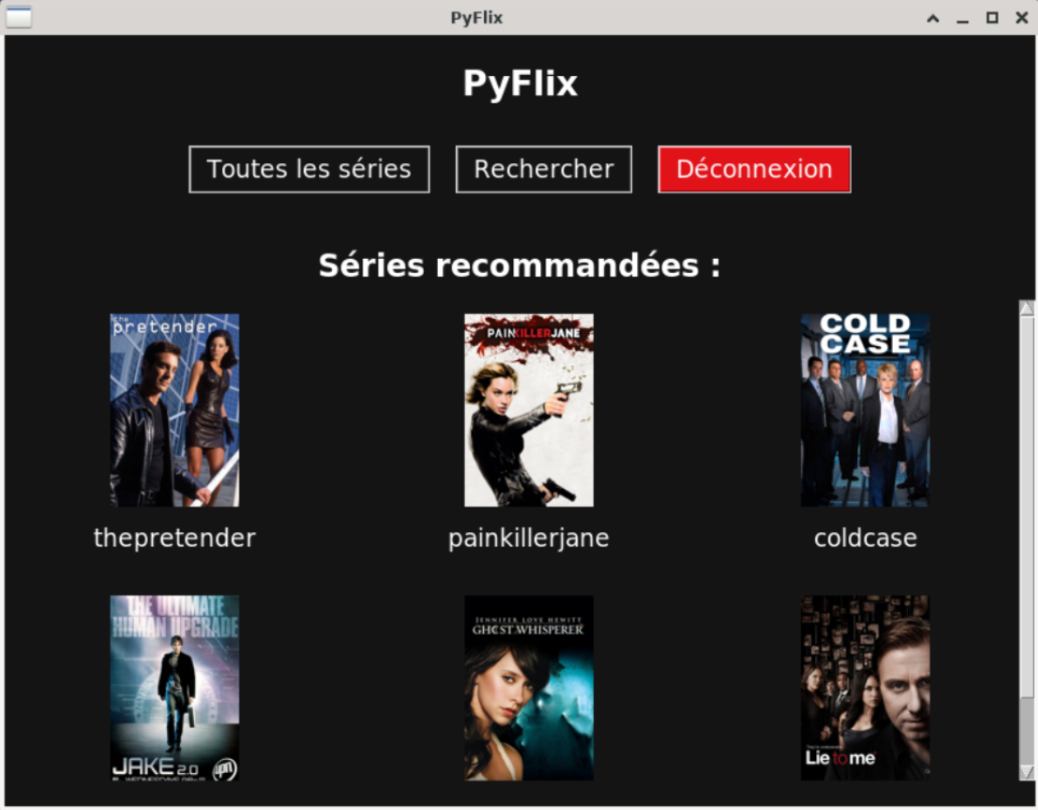 PyFlix
PyFlix
Toutes les séries
Rechercher
Déconnexion
Séries recommandées :
the
pretender
PAINKILLERJANE
COLD
CASE
thepretender
painkillerjane
coldcase
THE ULTIMATE
HUMAN UPGRADE
JAKE 2.0
upn
JENNIFER LOVE HEWITT
GHOST WHISPERER
Lie to me